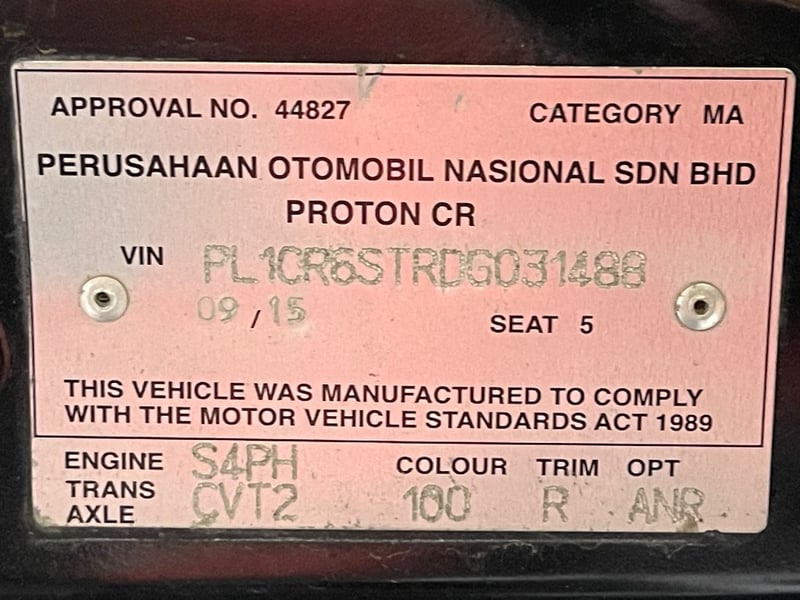 APPROVAL NO. 44827 CATEGORY MA
PERUSAHAAN OTOMOBIL NASIONAL SDN BHD
PROTON CR
VIN PL1CR6STRDG031488
09 / 15 SEAT 5
THIS VEHICLE WAS MANUFACTURED TO COMPLY
WITH THE MOTOR VEHICLE STANDARDS ACT 1989
ENGINE S4PH COLOUR TRIM OPT
TRANS AXLE CVT2 100 R ANR